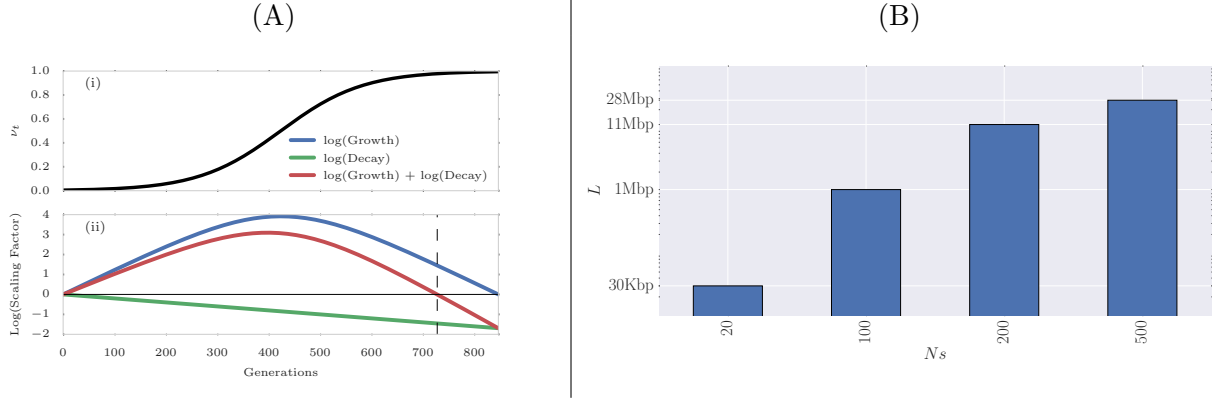 (A)
(i)
1.0
0.8
0.6
0.4
0.2
0.0
νt
log(Growth)
log(Decay)
log(Growth) + log(Decay)
(ii)
4
3
2
1
0
−1
−2
Log(Scaling Factor)
0 100 200 300 400 500 600 700 800
Generations
(B)
28Mbp
11Mbp
1Mbp
30Kbp
L
20 100 200 500
Ns